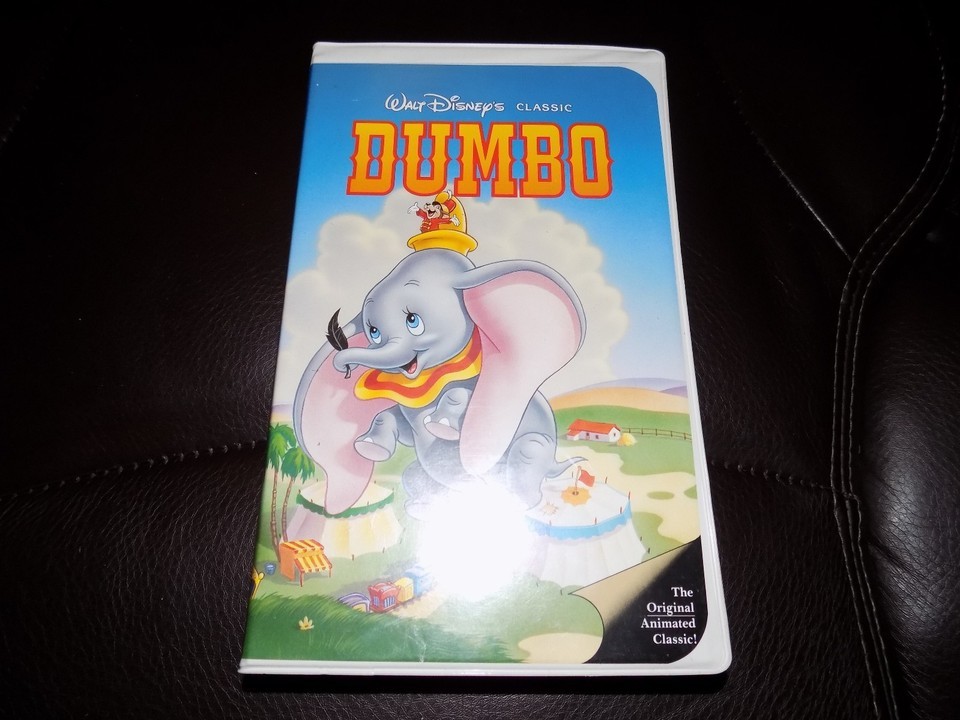 WALT DISNEY'S CLASSIC
DUMBO
The
Original
Animated
Classic!